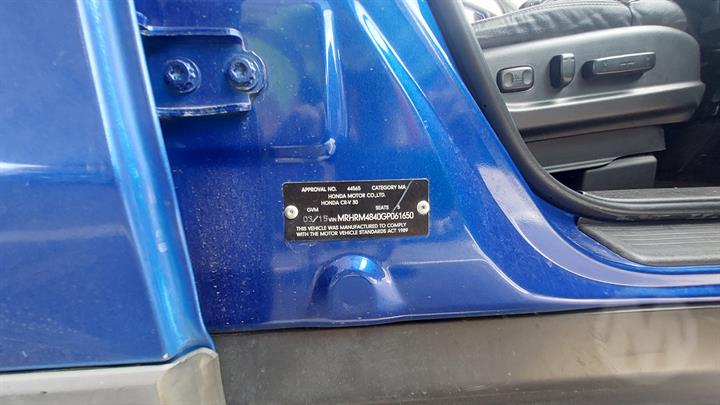 APPROVAL NO. 44565 CATEGORY MA
HONDA MOTOR CO.,LTD.
HONDA CR-V 30
GVM SEATS 5
03/15 VIN MRHRM4840GP061650
THIS VEHICLE WAS MANUFACTURED TO COMPLY
WITH THE MOTOR VEHICLE STANDARDS ACT 1989